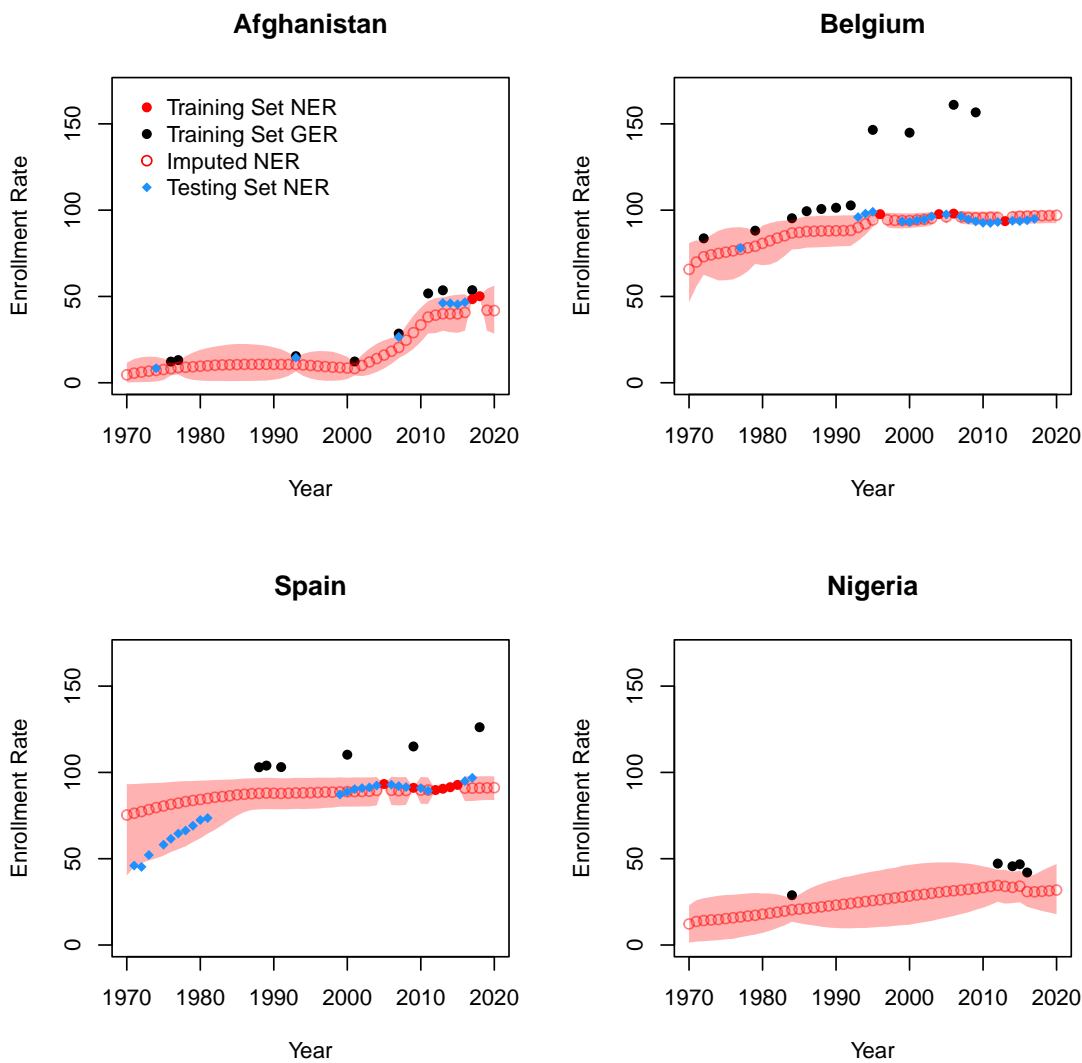 Afghanistan
Training Set NER
Training Set GER
Imputed NER
Testing Set NER
Enrollment Rate
0 50 100 150
1970 1980 1990 2000 2010 2020
Year
Belgium
Enrollment Rate
0 50 100 150
1970 1980 1990 2000 2010 2020
Year
Spain
Enrollment Rate
0 50 100 150
1970 1980 1990 2000 2010 2020
Year
Nigeria
Enrollment Rate
0 50 100 150
1970 1980 1990 2000 2010 2020
Year